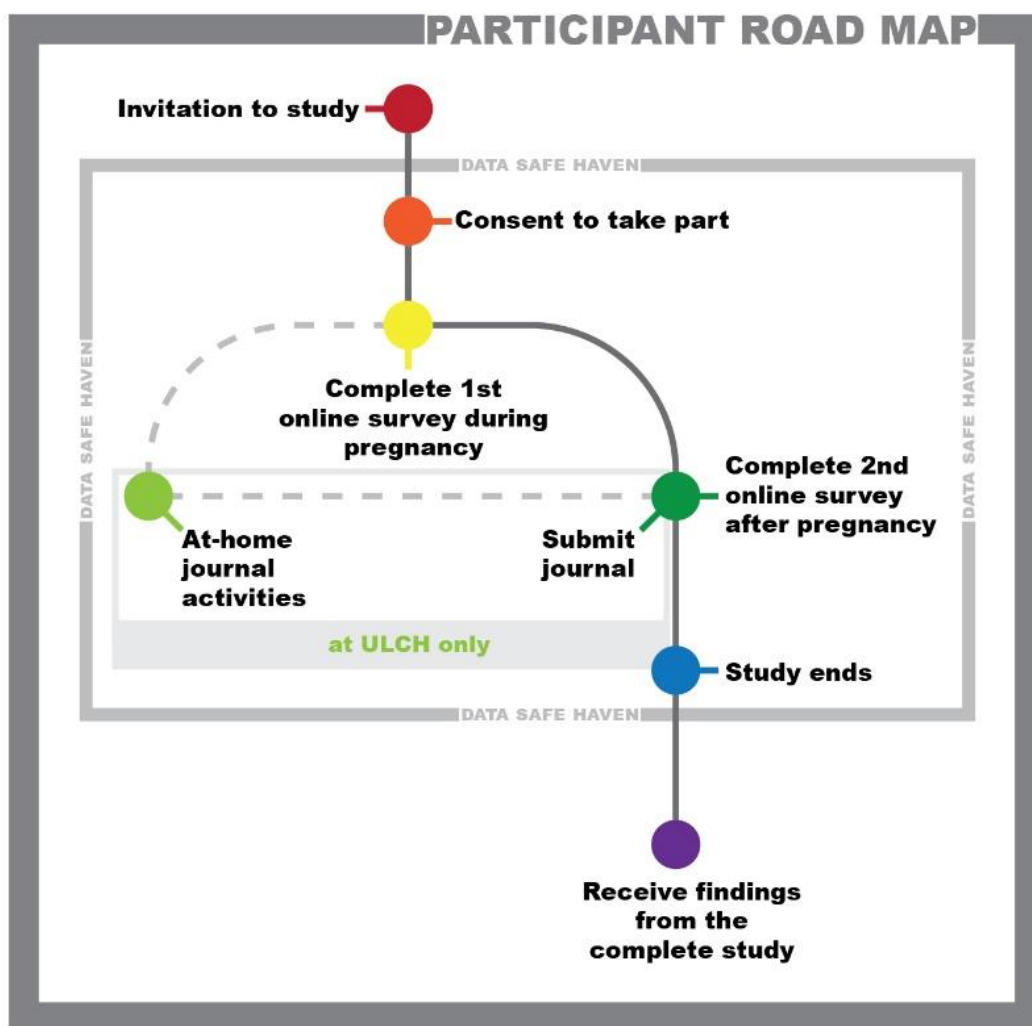 PARTICIPANT ROAD MAP
Invitation to study
DATA SAFE HAVEN
Consent to take part
DATA SAFE HAVEN
DATA SAFE HAVEN
Complete 1st
online survey during
pregnancy
Complete 2nd
online survey
after pregnancy
At-home
journal
activities
Submit
journal
at ULCH only
Study ends
DATA SAFE HAVEN
Receive findings
from the
complete study